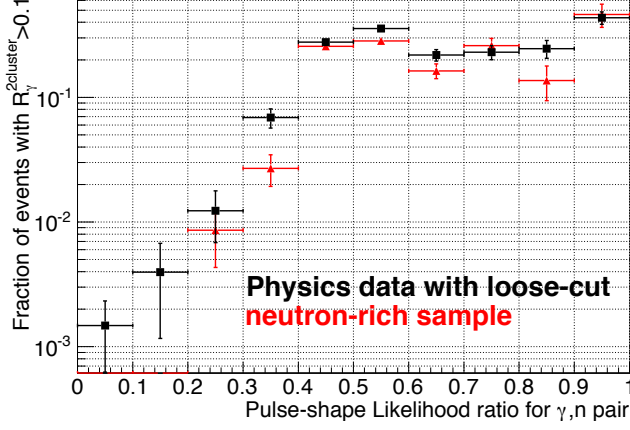 Fraction of events with R_γ^2cluster>0.1
10⁻¹
10⁻²
10⁻³
Physics data with loose-cut
neutron-rich sample
0 0.1 0.2 0.3 0.4 0.5 0.6 0.7 0.8 0.9 1
Pulse-shape Likelihood ratio for γ,n pair